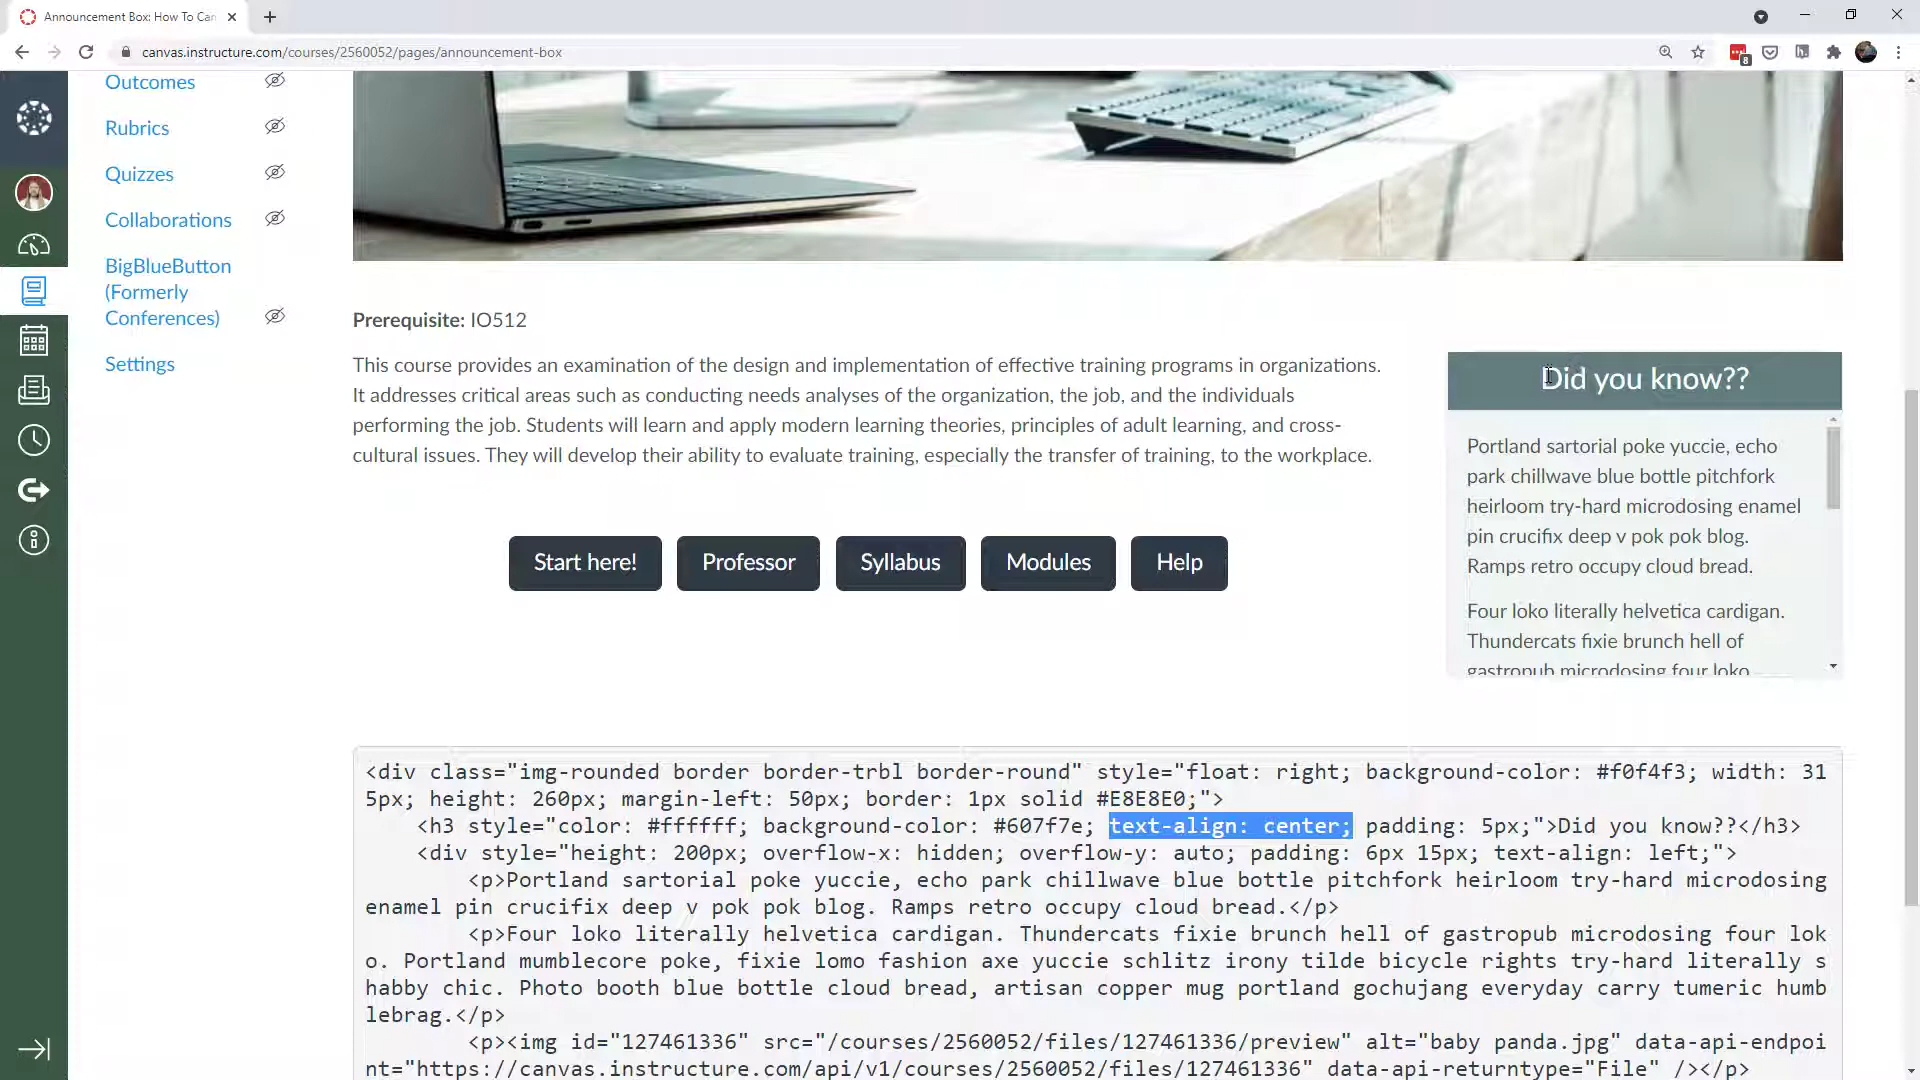 Announcement Box: How To Can
canvas.instructure.com/courses/2560052/pages/announcement-box
8
Outcomes
Rubrics
Quizzes
Collaborations
BigBlueButton
(Formerly
Conferences)
Settings
Prerequisite: IO512
This course provides an examination of the design and implementation of effective training programs in organizations.
It addresses critical areas such as conducting needs analyses of the organization, the job, and the individuals
performing the job. Students will learn and apply modern learning theories, principles of adult learning, and cross-
cultural issues. They will develop their ability to evaluate training, especially the transfer of training, to the workplace.
Start here!
Professor
Syllabus
Modules
Help
Did you know??
Portland sartorial poke yuccie, echo
park chillwave blue bottle pitchfork
heirloom try-hard microdosing enamel
pin crucifix deep v pok pok blog.
Ramps retro occupy cloud bread.
Four loko literally helvetica cardigan.
Thundercats fixie brunch hell of
gastropub microdosing four loko
<div class="img-rounded border border-trbl border-round" style="float: right; background-color: #f0f4f3; width: 31
5px; height: 260px; margin-left: 50px; border: 1px solid #E8E8E0;">
<h3 style="color: #ffffff; background-color: #607f7e; text-align: center; padding: 5px;">Did you know??</h3>
<div style="height: 200px; overflow-x: hidden; overflow-y: auto; padding: 6px 15px; text-align: left;">
<p>Portland sartorial poke yuccie, echo park chillwave blue bottle pitchfork heirloom try-hard microdosing
enamel pin crucifix deep v pok pok blog. Ramps retro occupy cloud bread.</p>
<p>Four loko literally helvetica cardigan. Thundercats fixie brunch hell of gastropub microdosing four lok
o. Portland mumblecore poke, fixie lomo fashion axe yuccie schlitz irony tilde bicycle rights try-hard literally s
habby chic. Photo booth blue bottle cloud bread, artisan copper mug portland gochujang everyday carry tumeric humb
lebrag.</p>
<p><img id="127461336" src="/courses/2560052/files/127461336/preview" alt="baby panda.jpg" data-api-endpoi
nt="https://canvas.instructure.com/api/v1/courses/2560052/files/127461336" data-api-returntype="File" /></p>